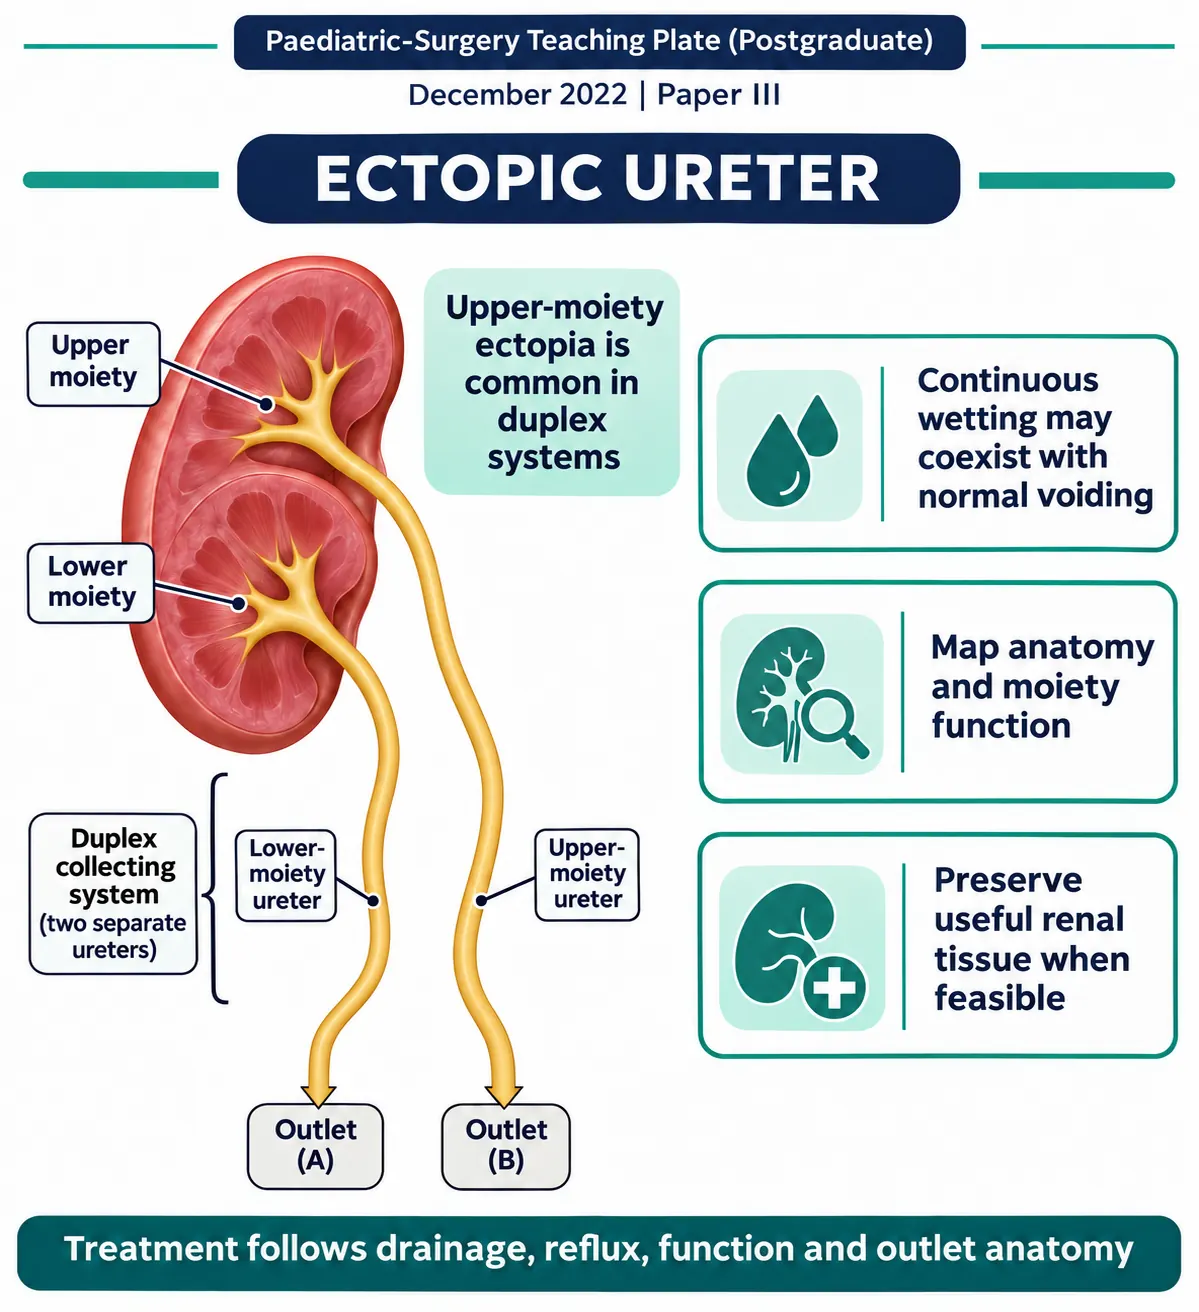 Paediatric-Surgery Teaching Plate (Postgraduate)
December 2022 | Paper III
ECTOPIC URETER
Upper
moiety
Lower
moiety
Upper-moiety
ectopia is
common in
duplex
systems
Continuous
wetting may
coexist with
normal voiding
Map anatomy
and moiety
function
Preserve
useful renal
tissue when
feasible
Duplex
collecting
system
(two separate
ureters)
Lower-
moiety
ureter
Upper-
moiety
ureter
Outlet
(A)
Outlet
(B)
Treatment follows drainage, reflux, function and outlet anatomy